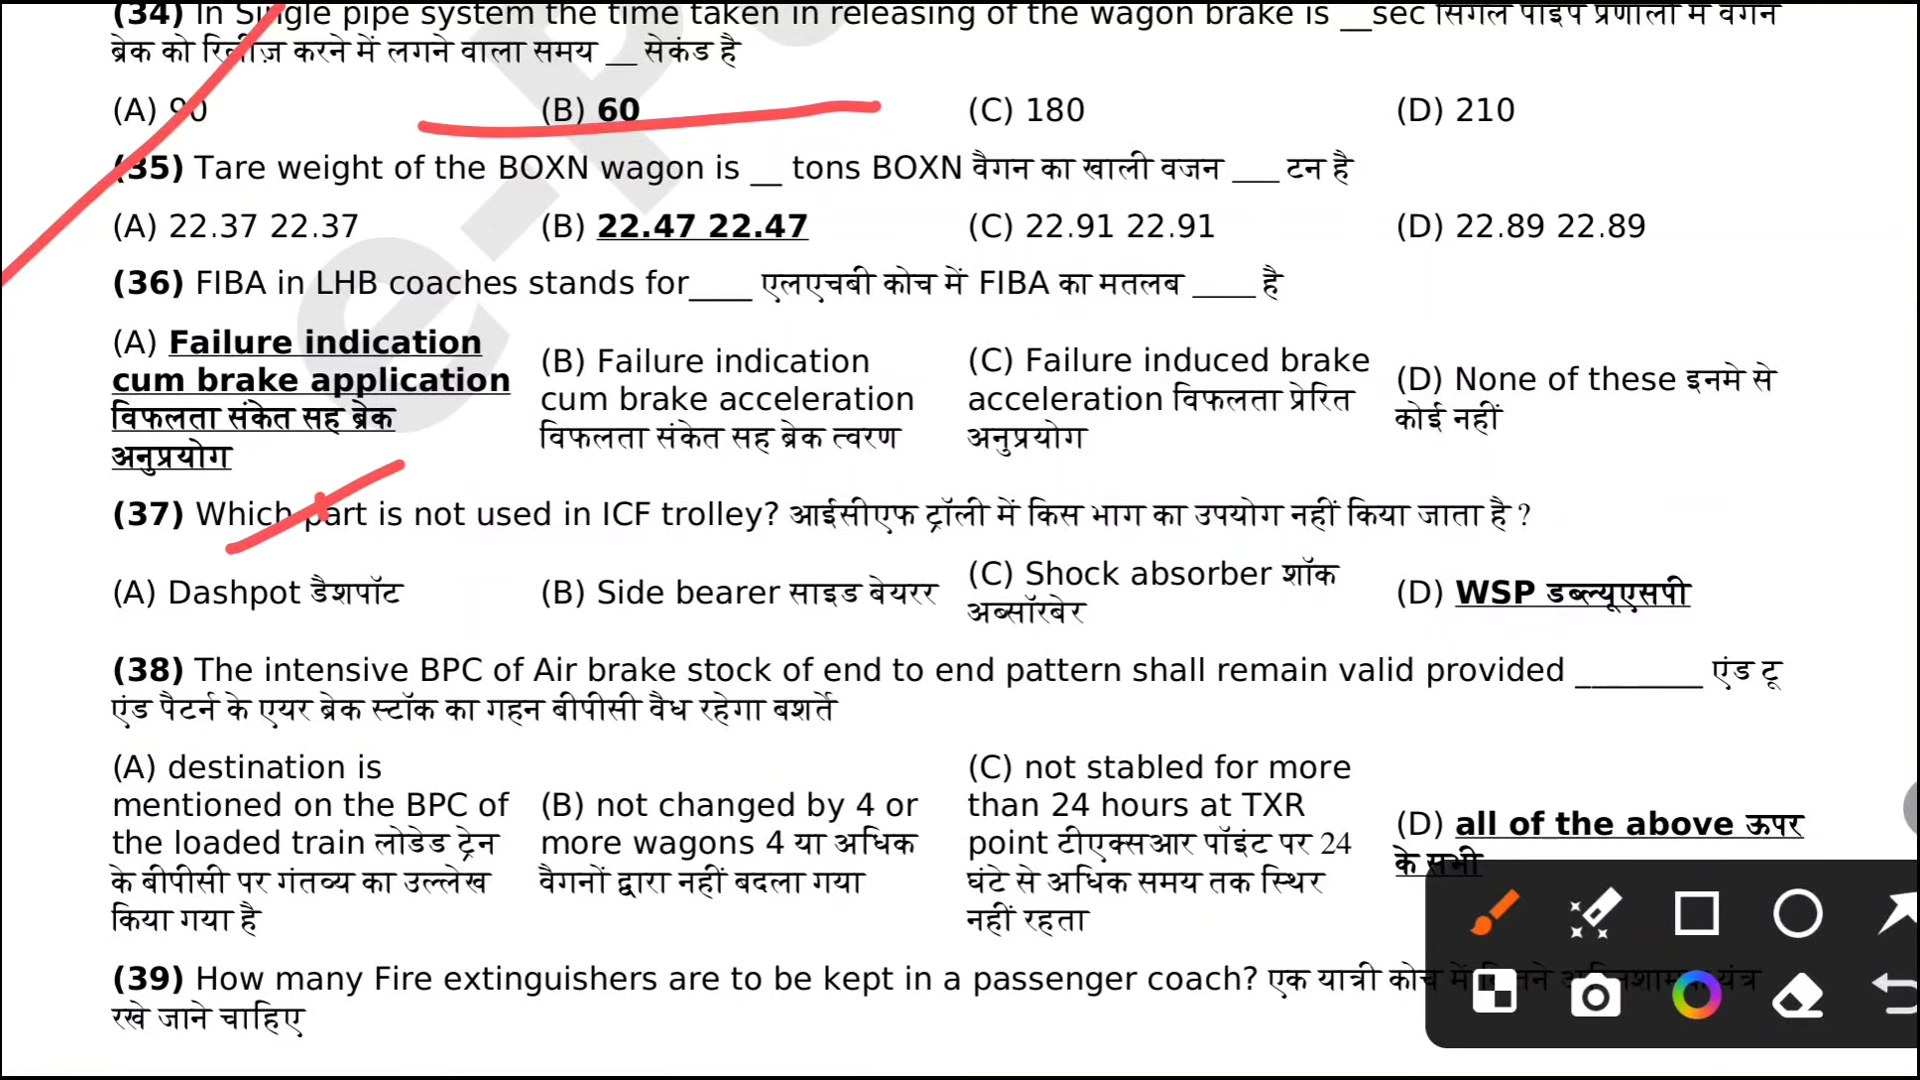 (34) In Single pipe system the time taken in releasing of the wagon brake is __sec सिंगल पाइप प्रणाली में वैगन
ब्रेक को रिलीज़ करने में लगने वाला समय __ सेकंड है
(A) 90 (B) 60 (C) 180 (D) 210
(35) Tare weight of the BOXN wagon is __ tons BOXN वैगन का खाली वजन ___ टन है
(A) 22.37 22.37 (B) 22.47 22.47 (C) 22.91 22.91 (D) 22.89 22.89
(36) FIBA in LHB coaches stands for____ एलएचबी कोच में FIBA का मतलब ____ है
(A) Failure indication
cum brake application
विफलता संकेत सह ब्रेक
अनुप्रयोग
(B) Failure indication
cum brake acceleration
विफलता संकेत सह ब्रेक त्वरण
(C) Failure induced brake
acceleration विफलता प्रेरित
अनुप्रयोग
(D) None of these इनमे से
कोई नहीं
(37) Which part is not used in ICF trolley? आईसीएफ ट्रॉली में किस भाग का उपयोग नहीं किया जाता है ?
(A) Dashpot डैशपॉट
(B) Side bearer साइड बेयरर
(C) Shock absorber शॉक
अब्सॉरबेर
(D) WSP डब्ल्यूएसपी
(38) The intensive BPC of Air brake stock of end to end pattern shall remain valid provided ________ एंड टू
एंड पैटर्न के एयर ब्रेक स्टॉक का गहन बीपीसी वैध रहेगा बशर्ते
(A) destination is
mentioned on the BPC of
the loaded train लोडेड ट्रेन
के बीपीसी पर गंतव्य का उल्लेख
किया गया है
(B) not changed by 4 or
more wagons 4 या अधिक
वैगनों द्वारा नहीं बदला गया
(C) not stabled for more
than 24 hours at TXR
point टीएक्सआर पॉइंट पर 24
घंटे से अधिक समय तक स्थिर
नहीं रहता
(D) all of the above ऊपर
के सभी
(39) How many Fire extinguishers are to be kept in a passenger coach? एक यात्री कोच में कितने अग्निशामक यंत्र
रखे जाने चाहिए